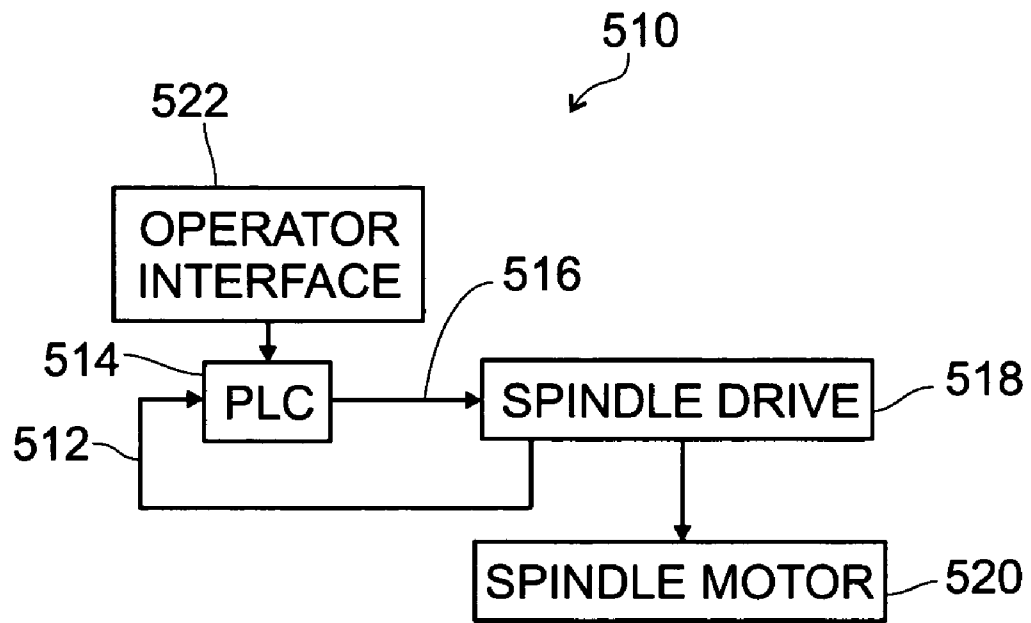 510
522
OPERATOR
INTERFACE
516
514
PLC
SPINDLE DRIVE
518
512
SPINDLE MOTOR
520